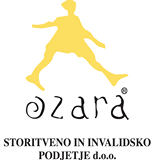 ozara®
STORITVENO IN INVALIDSKO
PODJETJE d.o.o.